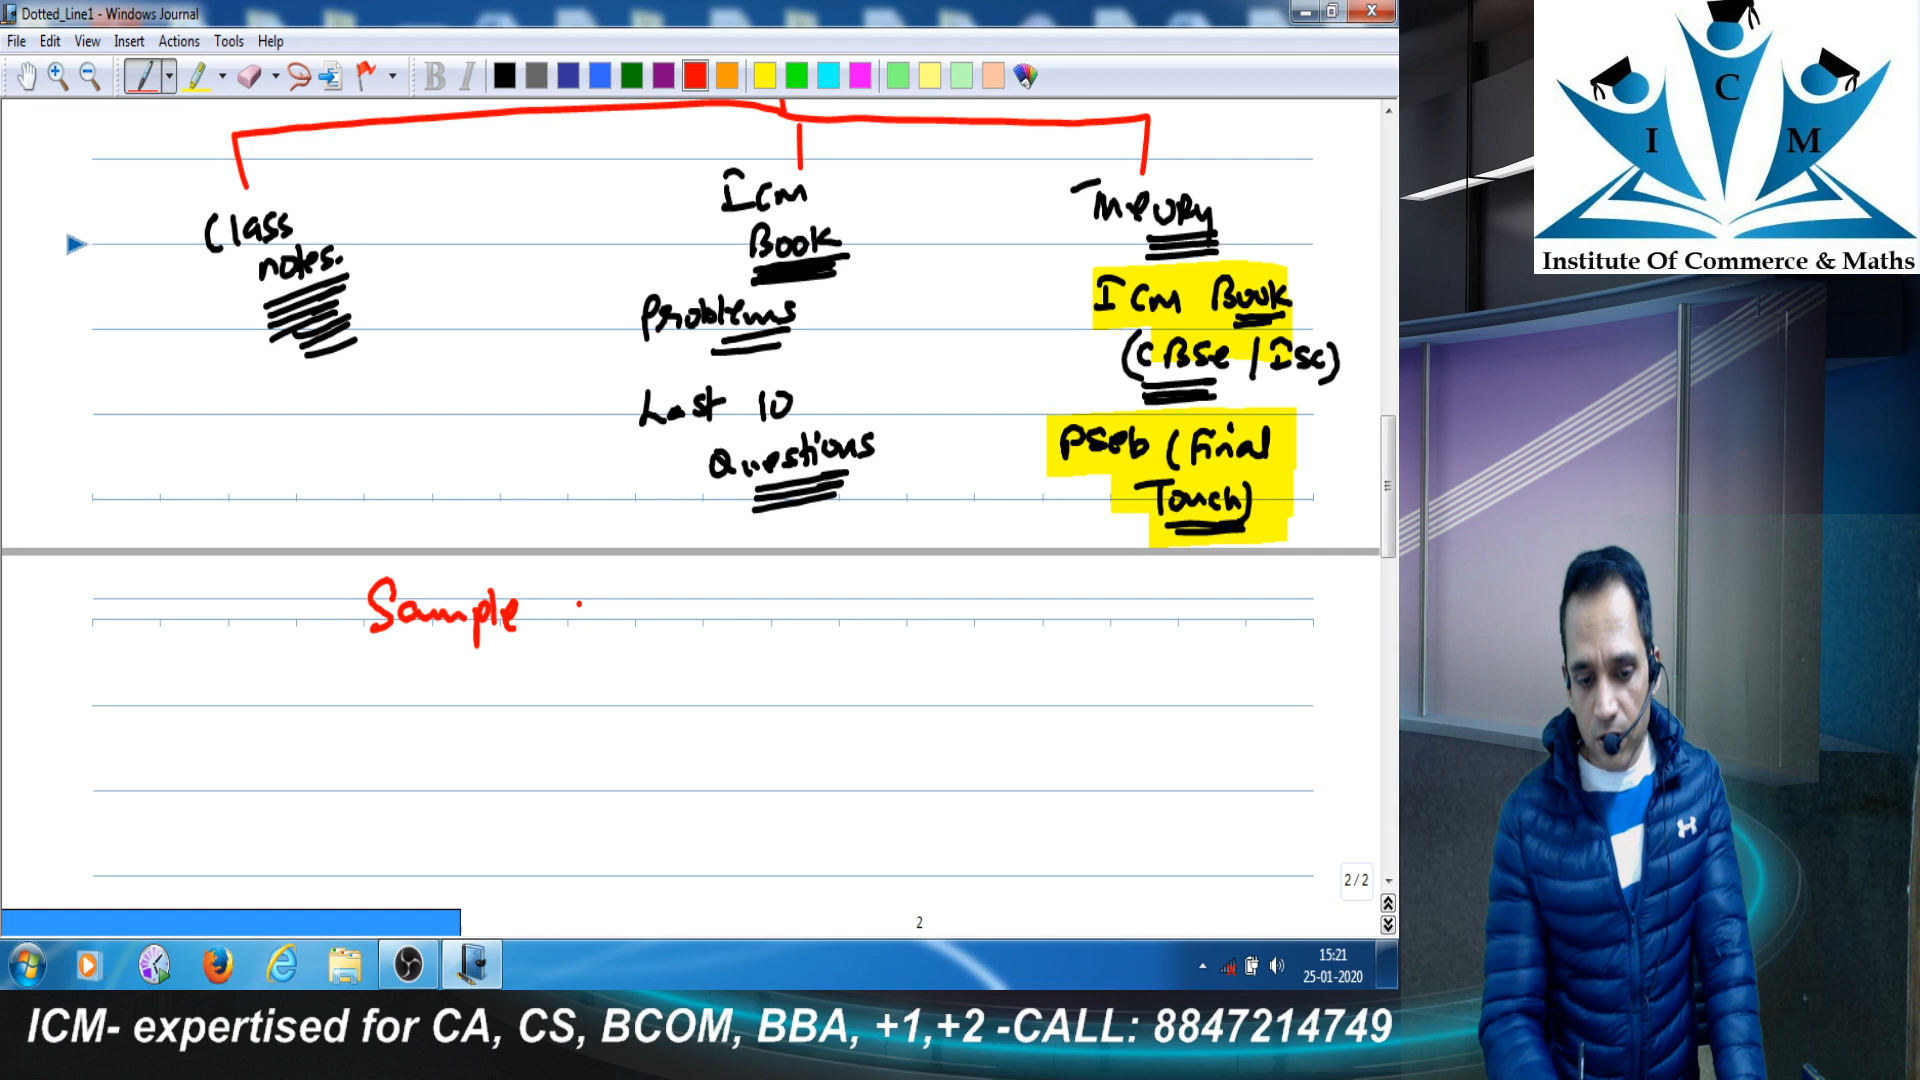 Dotted_Line1 - Windows Journal
File Edit View Insert Actions Tools Help
B I
Class
notes.
ICM
Book
Problems
Last 10
Questions
Theory
ICM Book
(CBSE / ISC)
PSEB (Final
Touch)
Sample
2 / 2
2
15:21
25-01-2020
I C M
Institute Of Commerce & Maths
ICM- expertised for CA, CS, BCOM, BBA, +1,+2 -CALL: 8847214749